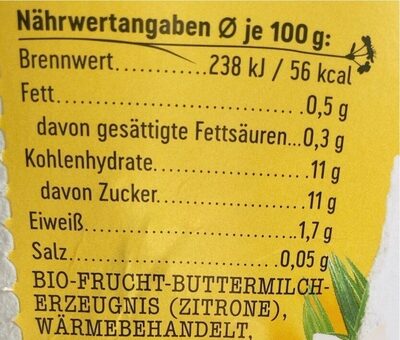 Nährwertangaben Ø je 100 g:
Brennwert............238 kJ / 56 kcal
Fett..............................0,5 g
davon gesättigte Fettsäuren...0,3 g
Kohlenhydrate..................11 g
davon Zucker..................11 g
Eiweiß..........................1,7 g
Salz............................0,05 g
BIO-FRUCHT-BUTTERMILCH-
ERZEUGNIS (ZITRONE),
WÄRMEBEHANDELT,